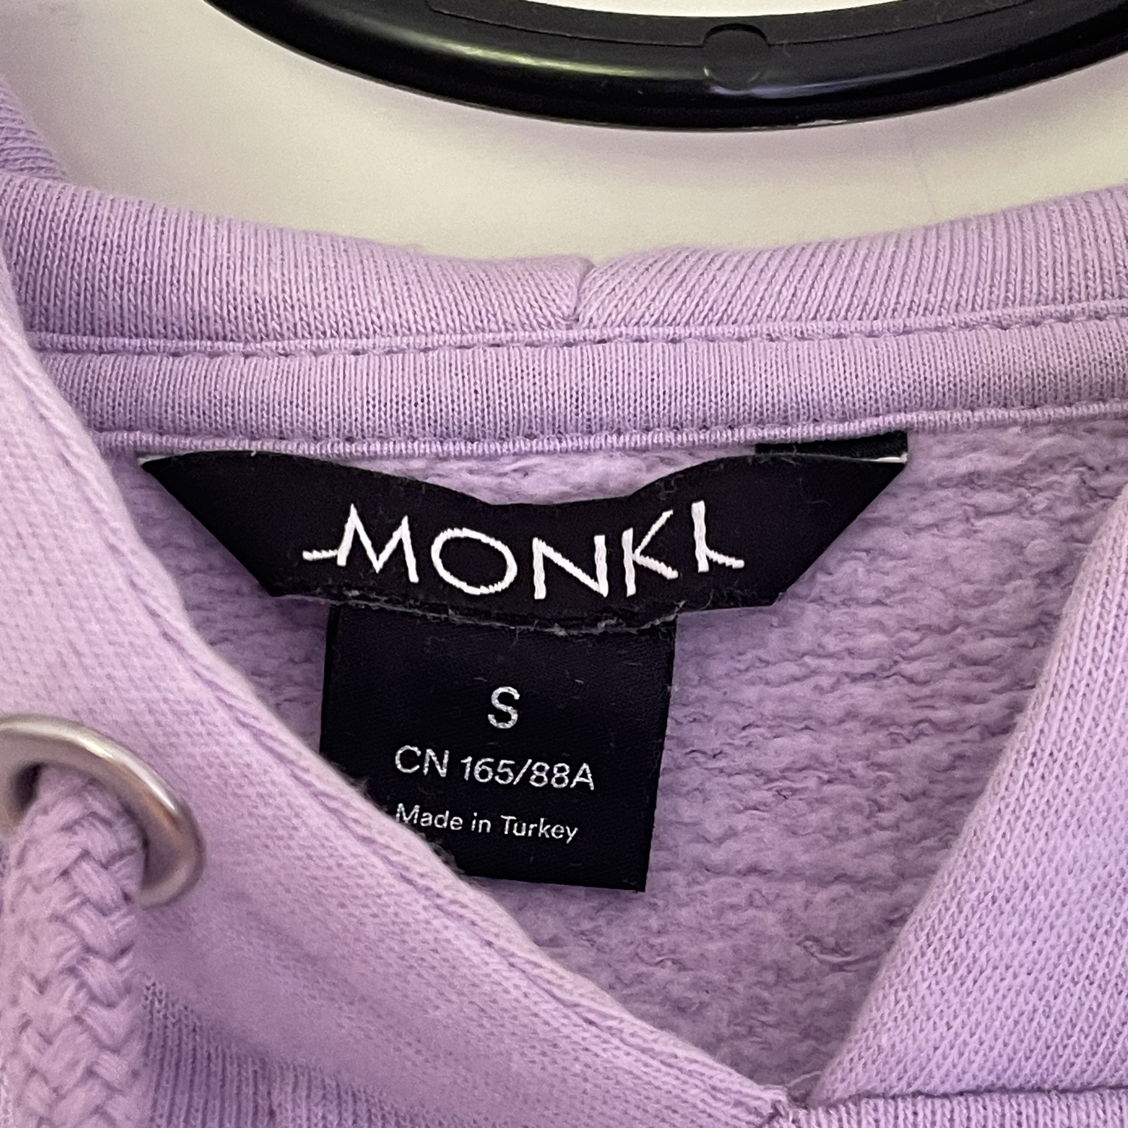 MONKI
S
CN 165/88A
Made in Turkey